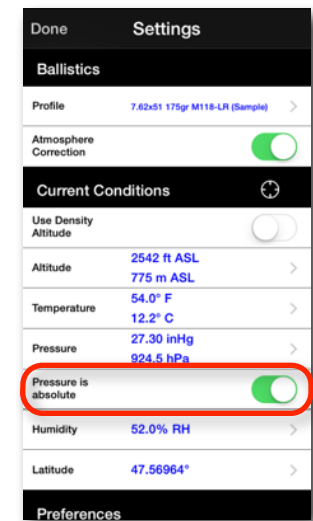 Done Settings
Ballistics
Profile 7.62x51 175gr M118-LR (Sample)
Atmosphere
Correction
Current Conditions
Use Density
Altitude
Altitude 2542 ft ASL
775 m ASL
Temperature 54.0° F
12.2° C
Pressure 27.30 inHg
924.5 hPa
Pressure is
absolute
Humidity 52.0% RH
Latitude 47.56964°
Preferences